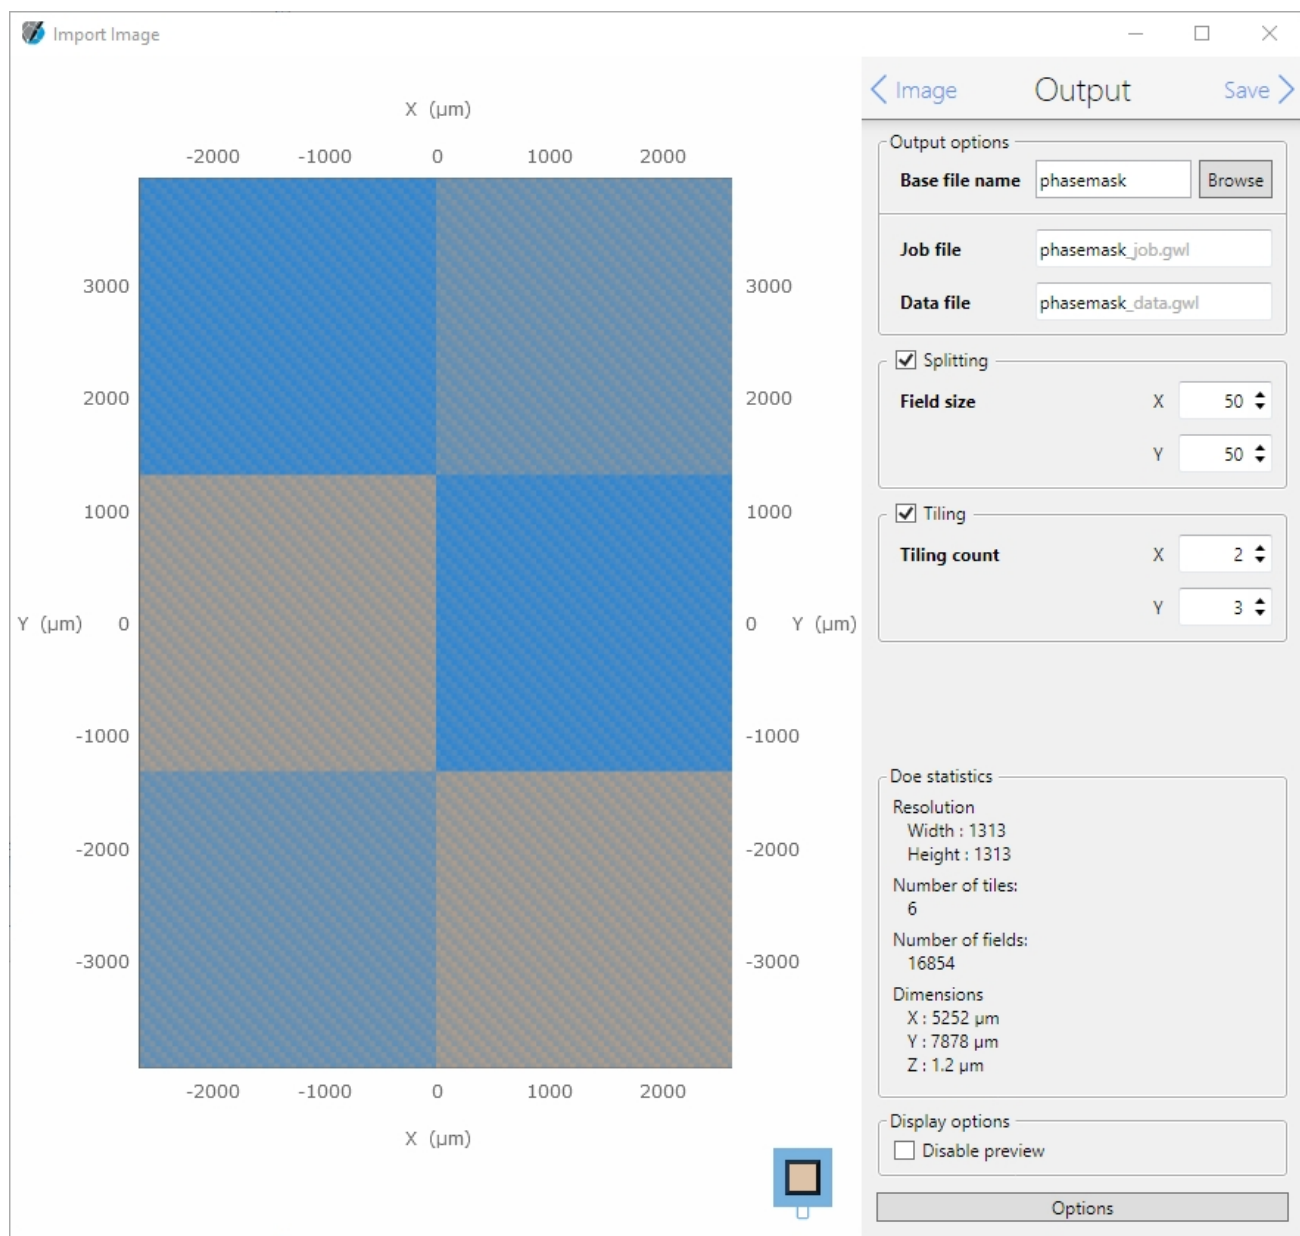 Import Image
Image
Output
Save
X (µm)
-2000 -1000 0 1000 2000
3000 3000
2000 2000
1000 1000
Y (µm) 0 0 Y (µm)
-1000 -1000
-2000 -2000
-3000 -3000
-2000 -1000 0 1000 2000
X (µm)
Output options
Base file name phasemask Browse
Job file phasemask_job.gwl
Data file phasemask_data.gwl
Splitting
Field size X 50
Y 50
Tiling
Tiling count X 2
Y 3
Doe statistics
Resolution
Width : 1313
Height : 1313
Number of tiles:
6
Number of fields:
16854
Dimensions
X : 5252 µm
Y : 7878 µm
Z : 1.2 µm
Display options
Disable preview
Options